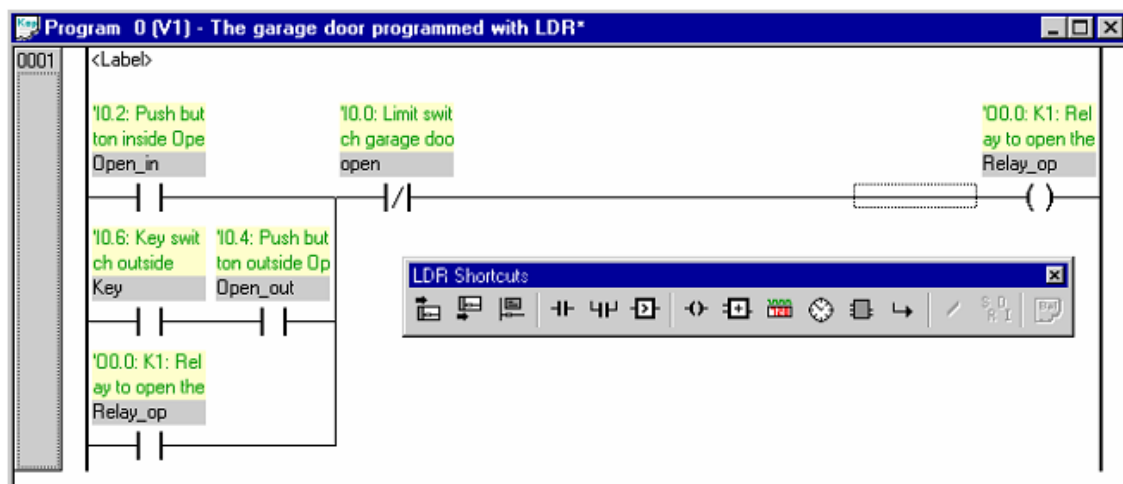 Program 0 (V1) - The garage door programmed with LDR*
0001
<Label>
'I0.2: Push but
ton inside Ope
Open_in
'I0.0: Limit swit
ch garage doo
open
'O0.0: K1: Rel
ay to open the
Relay_op
'I0.6: Key swit
ch outside
Key
'I0.4: Push but
ton outside Op
Open_out
LDR Shortcuts
'O0.0: K1: Rel
ay to open the
Relay_op